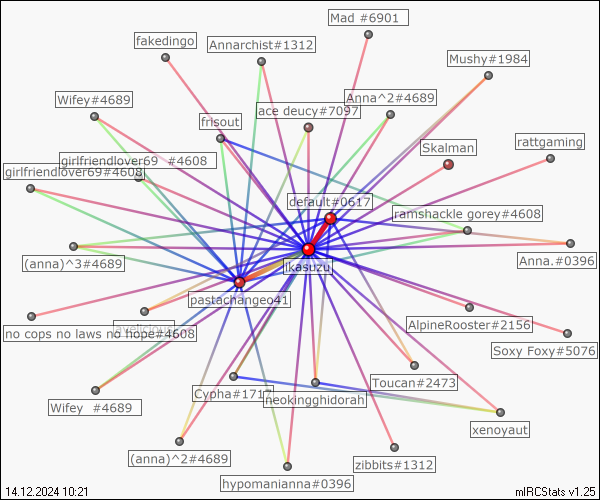 Mad #6901
fakedingo
Annarchist#1312
Mushy#1984
Wifey#4689
Anna^2#4689
ace deucy#7097
frisout
rattgaming
Skalman
girlfriendlover69 #4608
girlfriendlover69#4608
default#0617
ramshackle gorey#4608
Anna.#0396
(anna)^3#4689
ikasuzu
pastachangeo41
AlpineRooster#2156
no cops no laws no hope#4608
Soxy Foxy#5076
Toucan#2473
Cypha#1717
neokingghidorah
Wifey #4689
xenoyaut
(anna)^2#4689
zibbits#1312
hypomanianna#0396
14.12.2024 10:21
mIRCStats v1.25